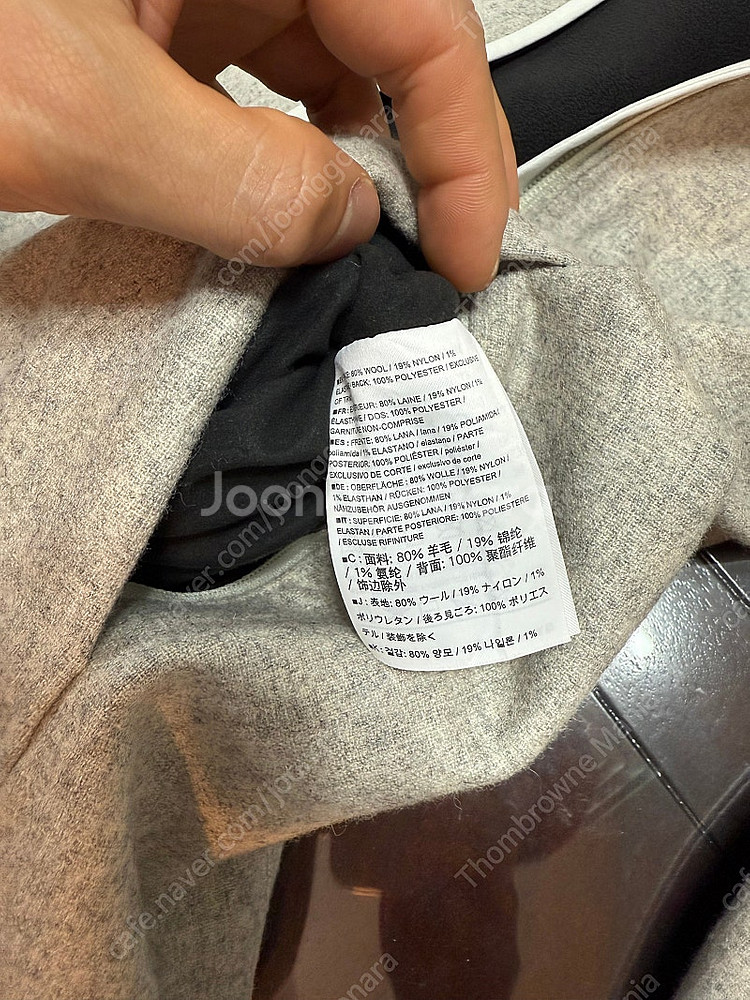 80% WOOL / 19% NYLON / 1%
BACK: 100% POLYESTER / EXCLUSIVE
OF TRIM
■FR: EXTÉRIEUR: 80% LAINE / 19% NYLON / 1%
ÉLASTHANNE / DOS: 100% POLYESTER /
GARNITURE NON-COMPRISE
■ES : FRENTE: 80% LANA / lana / 19% POLIAMIDA /
poliamida / 1% ELASTANO / elastano / PARTE
POSTERIOR: 100% POLIÉSTER / poliéster /
EXCLUSIVO DE CORTE / exclusivo de corte
■DE : OBERFLÄCHE : 80% WOLLE / 19% NYLON /
1% ELASTHAN / RÜCKEN: 100% POLYESTER
NÄHZUBEHÖR AUSGENOMMEN
■IT : SUPERFICIE: 80% LANA / 19% NYLON / 1%
ELASTAN / PARTE POSTERIORE: 100% POLIESTERE
/ ESCLUSE RIFINITURE
■C : 面料: 80% 羊毛 / 19% 锦纶
/ 1% 氨纶 / 背面: 100% 聚酯纤维
/ 饰边除外
■J : 表地: 80% ウール / 19% ナイロン / 1%
ポリウレタン / 後ろ見ごろ: 100% ポリエス
テル / 装飾を除く
■K : 겉감: 80% 양모 / 19% 나일론 / 1%
Joon
cafe.naver.com/joonggonara
Thombrowne Mania